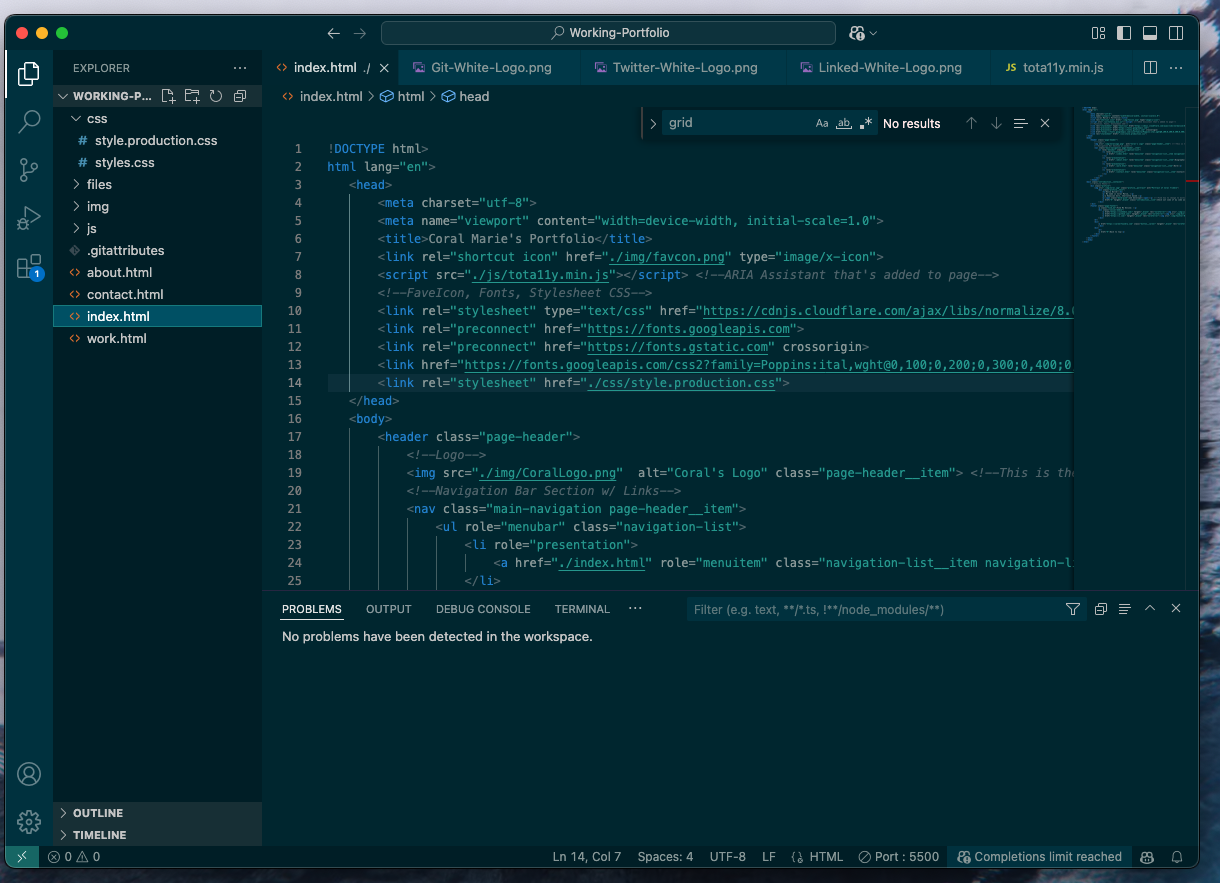 Working-Portfolio
EXPLORER
WORKING-P...
css
# style.production.css
# styles.css
files
img
js
.gitattributes
<> about.html
<> contact.html
<> index.html
<> work.html
OUTLINE
TIMELINE
1
<> index.html ./
Git-White-Logo.png
Twitter-White-Logo.png
Linked-White-Logo.png
JS tota11y.min.js
<> index.html > html > head
grid
Aa ab .*
No results
1 !DOCTYPE html>
2 html lang="en">
3 <head>
4 <meta charset="utf-8">
5 <meta name="viewport" content="width=device-width, initial-scale=1.0">
6 <title>Coral Marie's Portfolio</title>
7 <link rel="shortcut icon" href="./img/favcon.png" type="image/x-icon">
8 <script src="./js/tota11y.min.js"></script> <!--ARIA Assistant that's added to page-->
9 <!--FaveIcon, Fonts, Stylesheet CSS-->
10 <link rel="stylesheet" type="text/css" href="https://cdnjs.cloudflare.com/ajax/libs/normalize/8.
11 <link rel="preconnect" href="https://fonts.googleapis.com">
12 <link rel="preconnect" href="https://fonts.gstatic.com" crossorigin>
13 <link href="https://fonts.googleapis.com/css2?family=Poppins:ital,wght@0,100;0,200;0,300;0,400;0
14 <link rel="stylesheet" href="./css/style.production.css">
15 </head>
16 <body>
17 <header class="page-header">
18 <!--Logo-->
19 <img src="./img/CoralLogo.png" alt="Coral's Logo" class="page-header__item"> <!--This is th
20 <!--Navigation Bar Section w/ Links-->
21 <nav class="main-navigation page-header__item">
22 <ul role="menubar" class="navigation-list">
23 <li role="presentation">
24 <a href="./index.html" role="menuitem" class="navigation-list__item navigation-l
25 </li>
PROBLEMS OUTPUT DEBUG CONSOLE TERMINAL ...
Filter (e.g. text, **/*.ts, !**/node_modules/**)
No problems have been detected in the workspace.
0 0
Ln 14, Col 7 Spaces: 4 UTF-8 LF {} HTML Port : 5500 Completions limit reached